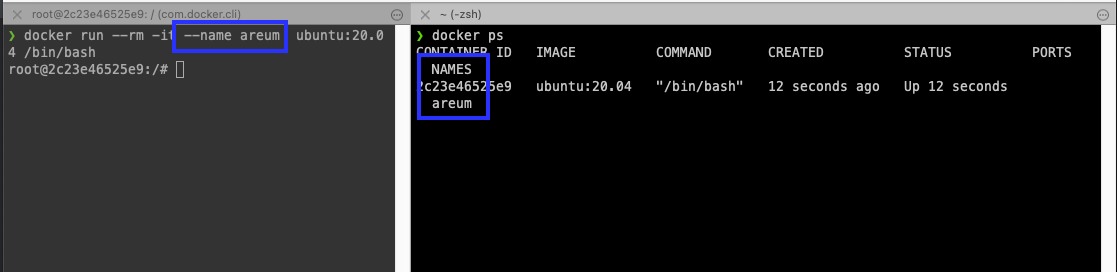 root@2c23e46525e9: / (com.docker.cli)
❯ docker run --rm -it --name areum ubuntu:20.0
4 /bin/bash
root@2c23e46525e9:/#
~ (-zsh)
❯ docker ps
CONTAINER ID IMAGE COMMAND CREATED STATUS PORTS
NAMES
2c23e46525e9 ubuntu:20.04 "/bin/bash" 12 seconds ago Up 12 seconds
areum